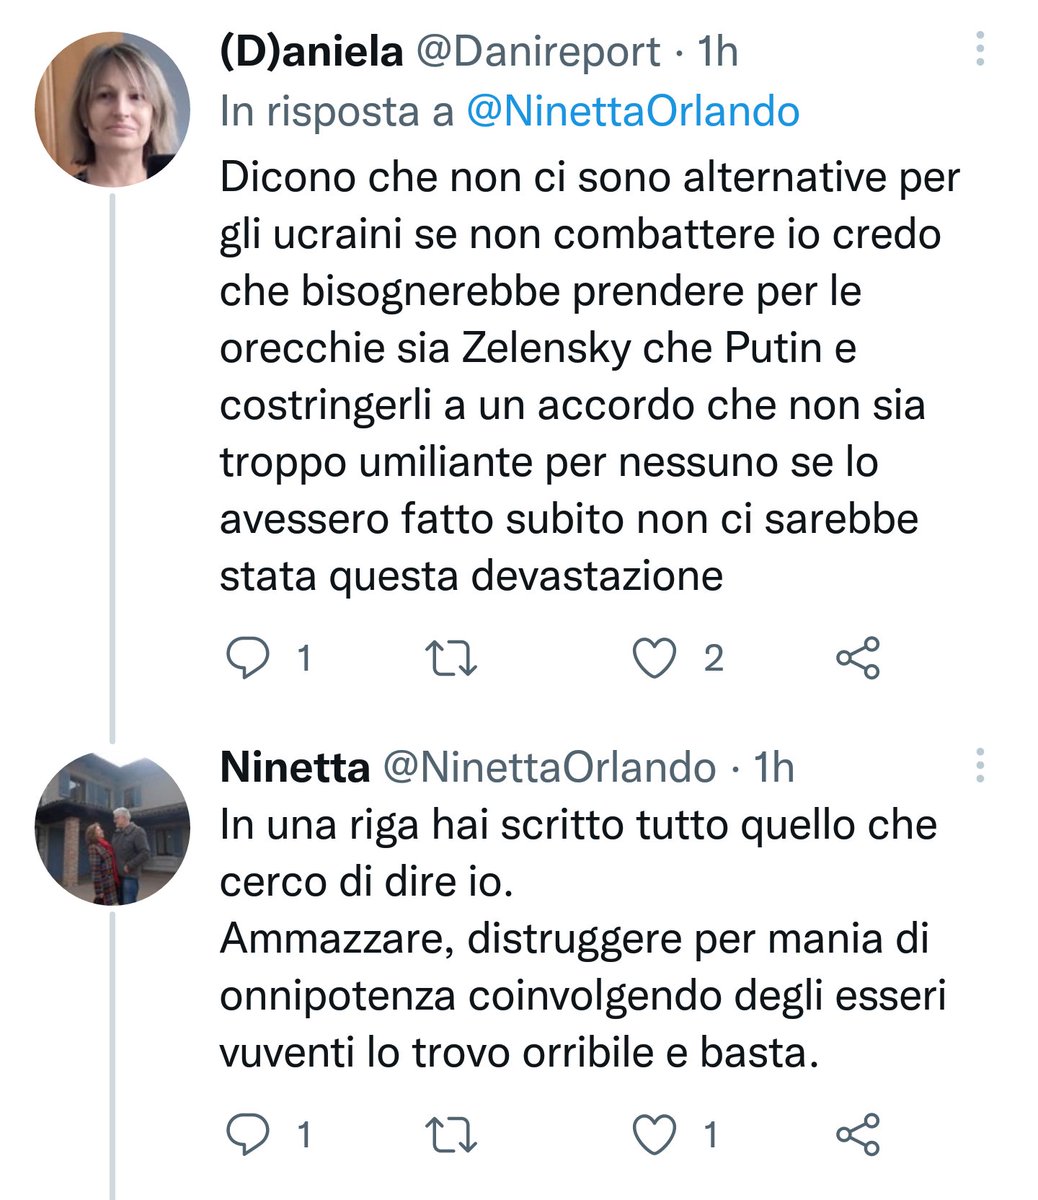 (D)aniela @Danireport · 1h
In risposta a @NinettaOrlando
Dicono che non ci sono alternative per
gli ucraini se non combattere io credo
che bisognerebbe prendere per le
orecchie sia Zelensky che Putin e
costringerli a un accordo che non sia
troppo umiliante per nessuno se lo
avessero fatto subito non ci sarebbe
stata questa devastazione
1 2
Ninetta @NinettaOrlando · 1h
In una riga hai scritto tutto quello che
cerco di dire io.
Ammazzare, distruggere per mania di
onnipotenza coinvolgendo degli esseri
vuventi lo trovo orribile e basta.
1 1